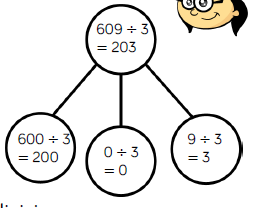 609 ÷ 3
= 203
600 ÷ 3
= 200
0 ÷ 3
= 0
9 ÷ 3
= 3